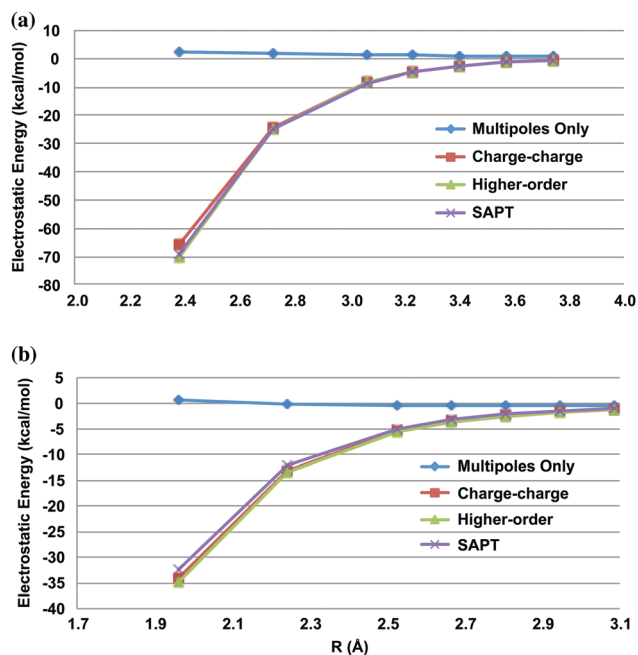 (a)
Electrostatic Energy (kcal/mol)
10
0
-10
-20
-30
-40
-50
-60
-70
-80
Multipoles Only
Charge-charge
Higher-order
SAPT
2.0 2.2 2.4 2.6 2.8 3.0 3.2 3.4 3.6 3.8 4.0
(b)
Electrostatic Energy (kcal/mol)
5
0
-5
-10
-15
-20
-25
-30
-35
-40
Multipoles Only
Charge-charge
Higher-order
SAPT
1.7 1.9 2.1 2.3 2.5 2.7 2.9 3.1
R (Å)